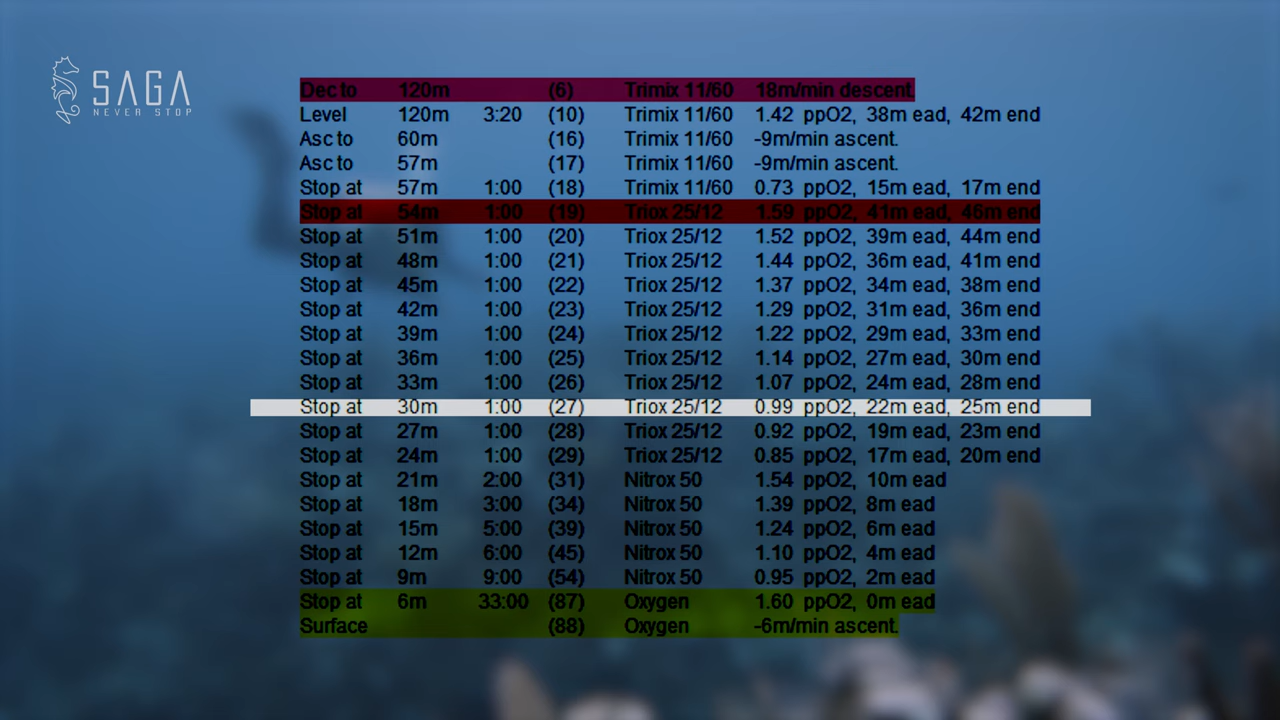 SAGA
NEVER STOP
Dec to 120m (6) Trimix 11/60 18m/min descent.
Level 120m 3:20 (10) Trimix 11/60 1.42 ppO2, 38m ead, 42m end
Asc to 60m (16) Trimix 11/60 -9m/min ascent.
Asc to 57m (17) Trimix 11/60 -9m/min ascent.
Stop at 57m 1:00 (18) Trimix 11/60 0.73 ppO2, 15m ead, 17m end
Stop at 54m 1:00 (19) Triox 25/12 1.59 ppO2, 41m ead, 46m end
Stop at 51m 1:00 (20) Triox 25/12 1.52 ppO2, 39m ead, 44m end
Stop at 48m 1:00 (21) Triox 25/12 1.44 ppO2, 36m ead, 41m end
Stop at 45m 1:00 (22) Triox 25/12 1.37 ppO2, 34m ead, 38m end
Stop at 42m 1:00 (23) Triox 25/12 1.29 ppO2, 31m ead, 36m end
Stop at 39m 1:00 (24) Triox 25/12 1.22 ppO2, 29m ead, 33m end
Stop at 36m 1:00 (25) Triox 25/12 1.14 ppO2, 27m ead, 30m end
Stop at 33m 1:00 (26) Triox 25/12 1.07 ppO2, 24m ead, 28m end
Stop at 30m 1:00 (27) Triox 25/12 0.99 ppO2, 22m ead, 25m end
Stop at 27m 1:00 (28) Triox 25/12 0.92 ppO2, 19m ead, 23m end
Stop at 24m 1:00 (29) Triox 25/12 0.85 ppO2, 17m ead, 20m end
Stop at 21m 2:00 (31) Nitrox 50 1.54 ppO2, 10m ead
Stop at 18m 3:00 (34) Nitrox 50 1.39 ppO2, 8m ead
Stop at 15m 5:00 (39) Nitrox 50 1.24 ppO2, 6m ead
Stop at 12m 6:00 (45) Nitrox 50 1.10 ppO2, 4m ead
Stop at 9m 9:00 (54) Nitrox 50 0.95 ppO2, 2m ead
Stop at 6m 33:00 (87) Oxygen 1.60 ppO2, 0m ead
Surface (88) Oxygen -6m/min ascent.